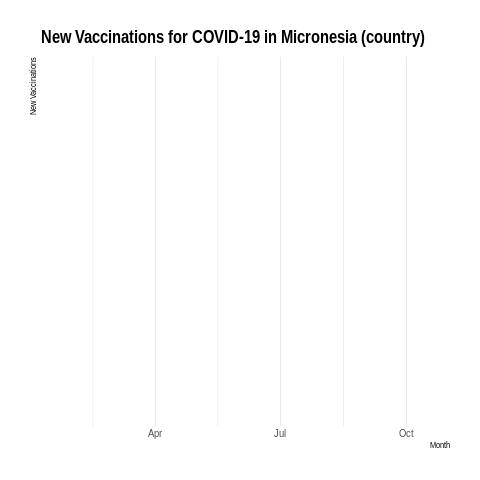 New Vaccinations for COVID-19 in Micronesia (country)
New Vaccinations
Apr Jul Oct
Month